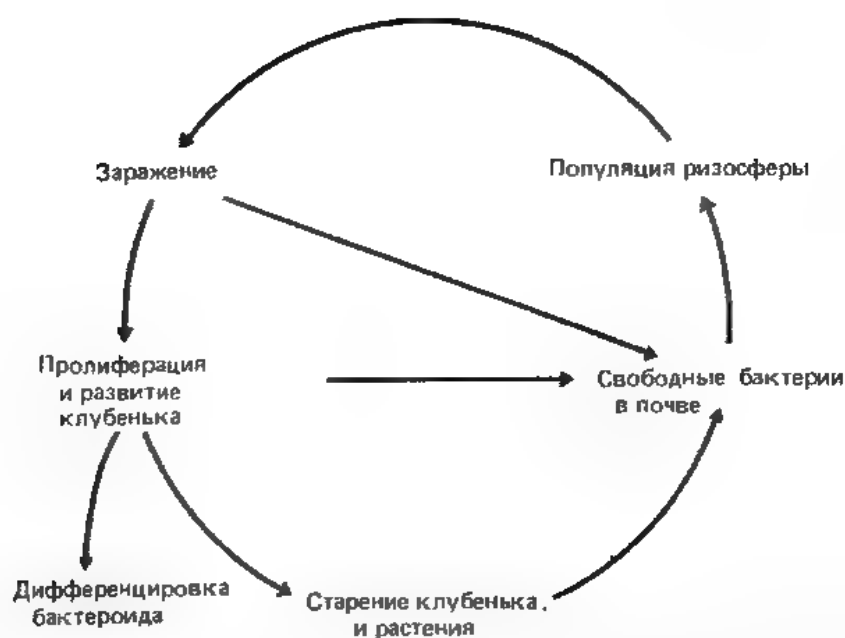 Заражение
Популяция ризосферы
Пролиферация
и развитие
клубенька
Свободные бактерии
в почве
Дифференцировка
бактероида
Старение клубенька.
и растения